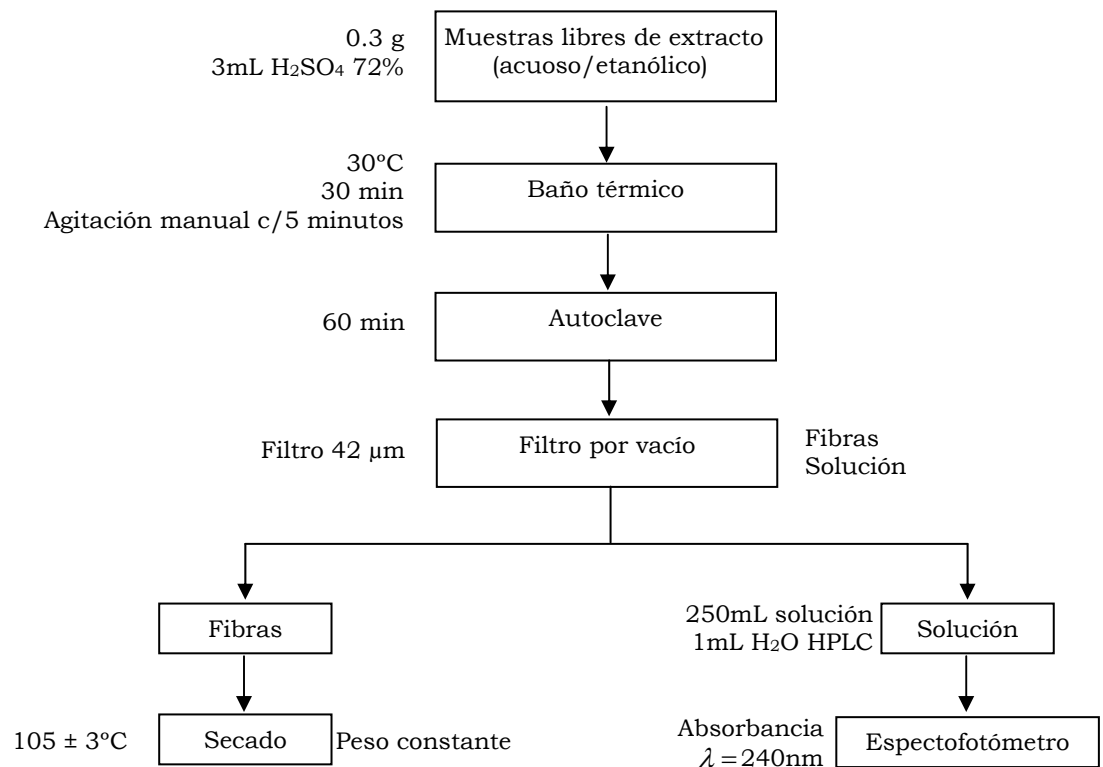 0.3 g
3mL H₂SO₄ 72%
Muestras libres de extracto
(acuoso/etanólico)
30ºC
30 min
Agitación manual c/5 minutos
Baño térmico
60 min
Autoclave
Filtro 42 µm
Filtro por vacío
Fibras
Solución
Fibras
250mL solución
1mL H₂O HPLC
Solución
105 ± 3ºC
Secado
Peso constante
Absorbancia
λ = 240nm
Espectofotómetro